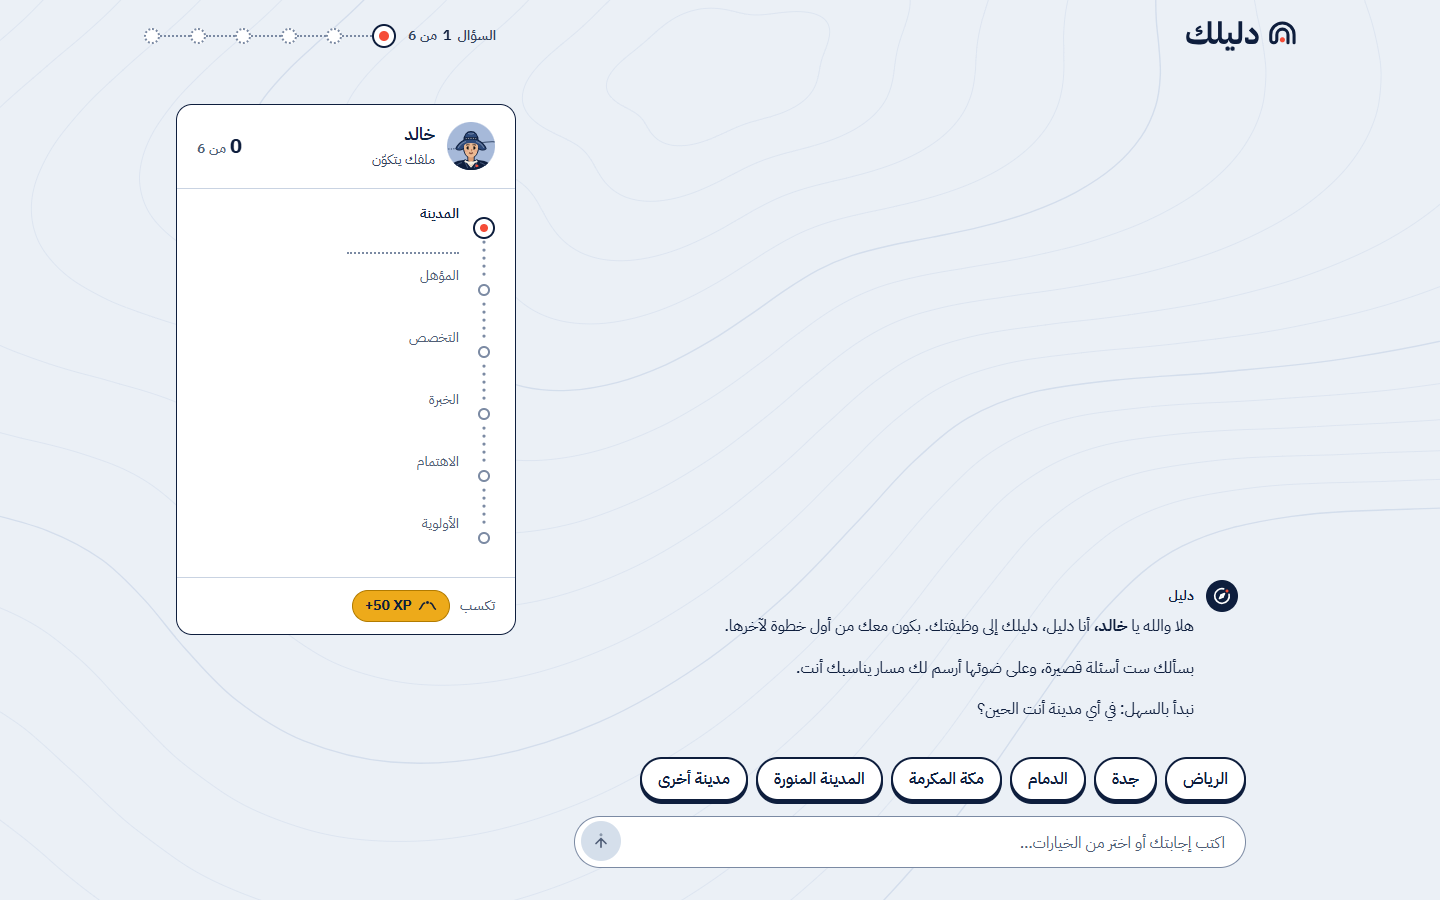 دليلك
السؤال 1 من 6
خالد
ملفك يتكوّن
0 من 6
المدينة
المؤهل
التخصص
الخبرة
الاهتمام
الأولوية
تكسب +50 XP
دليل
هلا والله يا خالد، أنا دليل، دليلك إلى وظيفتك. بكون معك من أول خطوة لآخرها.
بسألك ست أسئلة قصيرة، وعلى ضوئها أرسم لك مسار يناسبك أنت.
نبدأ بالسهل: في أي مدينة أنت الحين؟
الرياض جدة الدمام مكة المكرمة المدينة المنورة مدينة أخرى
اكتب إجابتك أو اختر من الخيارات...